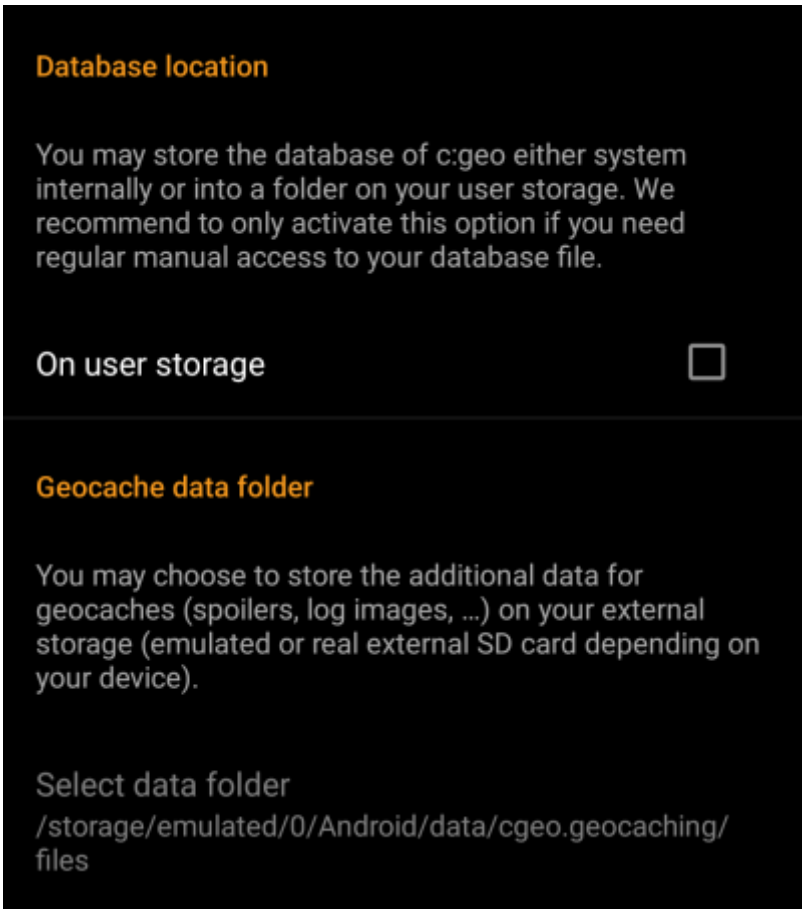 Database location
You may store the database of c:geo either system
internally or into a folder on your user storage. We
recommend to only activate this option if you need
regular manual access to your database file.
On user storage
Geocache data folder
You may choose to store the additional data for
geocaches (spoilers, log images, …) on your external
storage (emulated or real external SD card depending on
your device).
Select data folder
/storage/emulated/0/Android/data/cgeo.geocaching/
files